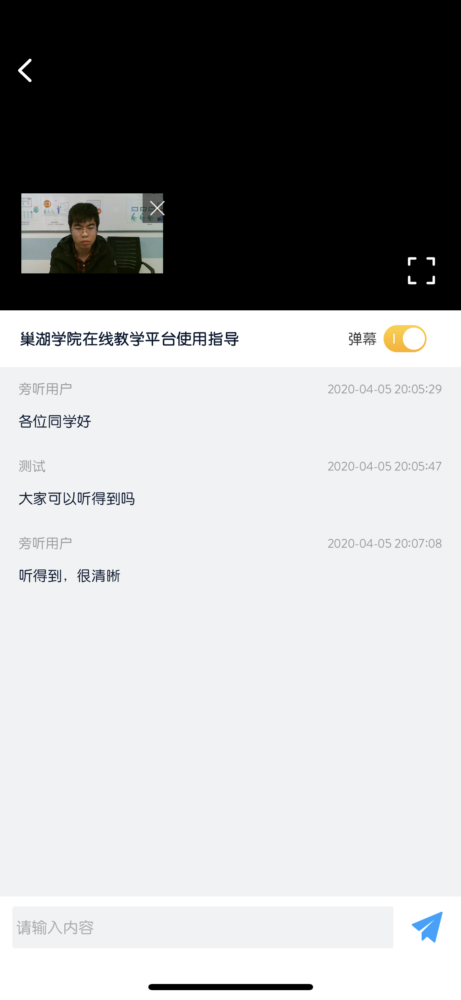 巢湖学院在线教学平台使用指导
弹幕
旁听用户 2020-04-05 20:05:29
各位同学好
测试 2020-04-05 20:05:47
大家可以听得到吗
旁听用户 2020-04-05 20:07:08
听得到，很清晰
请输入内容